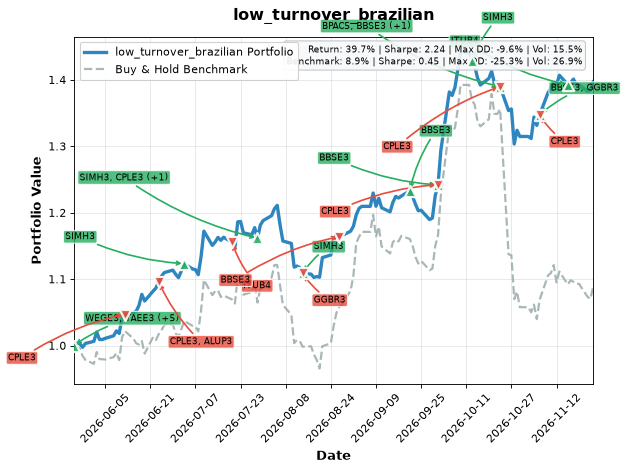 low_turnover_brazilian
BPAC5, BBSE3 (+1)
SIMH3
ITUB4
low_turnover_brazilian Portfolio
Buy & Hold Benchmark
Return: 39.7% | Sharpe: 2.24 | Max DD: -9.6% | Vol: 15.5%
Benchmark: 8.9% | Sharpe: 0.45 | Max DD: -25.3% | Vol: 26.9%
GGBR3
BBSE3
CPLE3
CPLE3
BBSE3
SIMH3, CPLE3 (+1)
CPLE3
SIMH3
SIMH3
BBSE3
GGBR3
WEGE3, TAEE3 (+5)
CPLE3, ALUP3
CPLE3
1.4
1.3
1.2
1.1
1.0
Portfolio Value
2026-06-05
2026-06-21
2026-07-07
2026-07-23
2026-08-08
2026-08-24
2026-09-09
2026-09-25
2026-10-11
2026-10-27
2026-11-12
Date